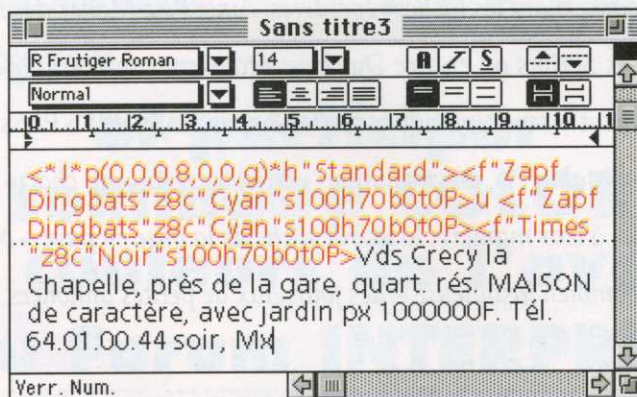 Sans titre3
R Frutiger Roman 14 A I S
Normal
0 1 2 3 4 5 6 7 8 9 10 1
<*J*p(0,0,0,8,0,0,g)*h"Standard"><f"Zapf
Dingbats"z8c"Cyan"s100h70b0t0P>u <f"Zapf
Dingbats"z8c"Cyan"s100h70b0t0P><f"Times
"z8c"Noir"s100h70b0t0P>Vds Crecy la
Chapelle, près de la gare, quart. rés. MAISON
de caractère, avec jardin px 1000000F. Tél.
64.01.00.44 soir, Mx
Verr. Num.